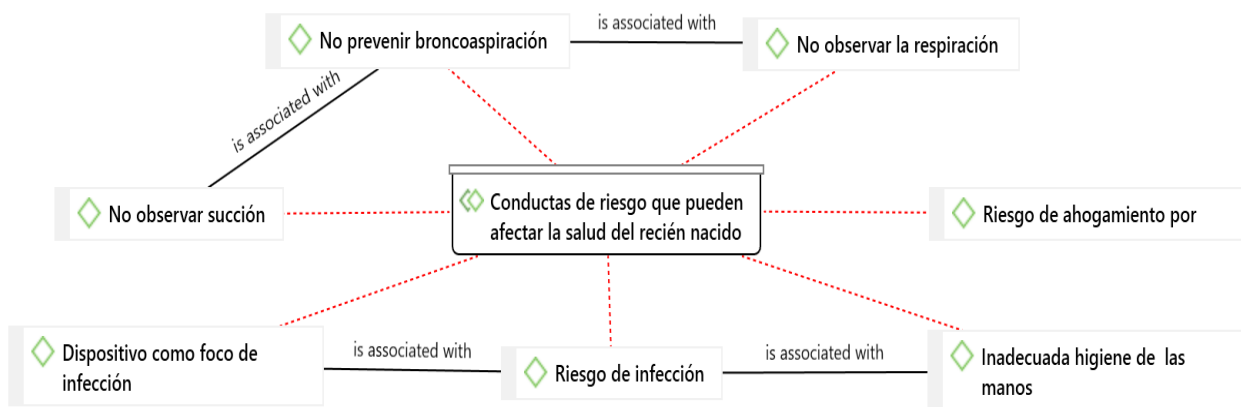 No prevenir broncoaspiración
is associated with
No observar la respiración
is associated with
No observar succión
Conductas de riesgo que pueden
afectar la salud del recién nacido
Riesgo de ahogamiento por
Dispositivo como foco de
infección
is associated with
Riesgo de infección
is associated with
Inadecuada higiene de las
manos